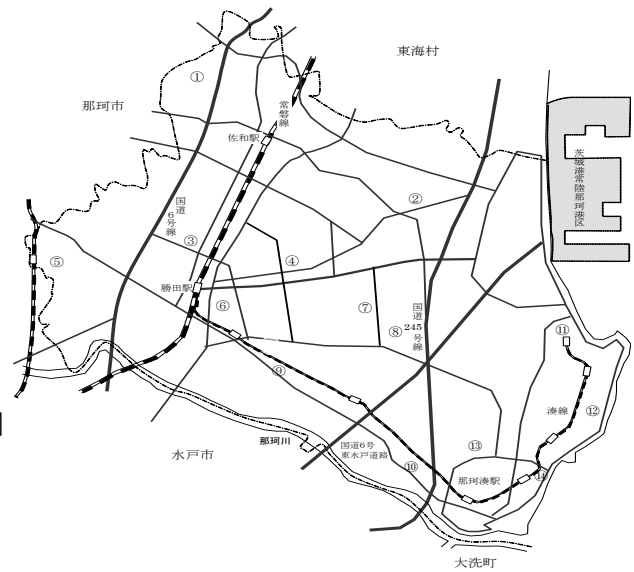 東海村
①
那珂市
常磐線
佐和駅
茨城港常陸那珂港区
国道
6号線
②
③
④
⑤
勝田駅
⑥
⑦
国道
245
号線
⑧
⑨
⑪
湊線
⑫
那珂川
水戸市
国道6号
東水戸道路
⑩
⑬
那珂湊駅
⑭
大洗町